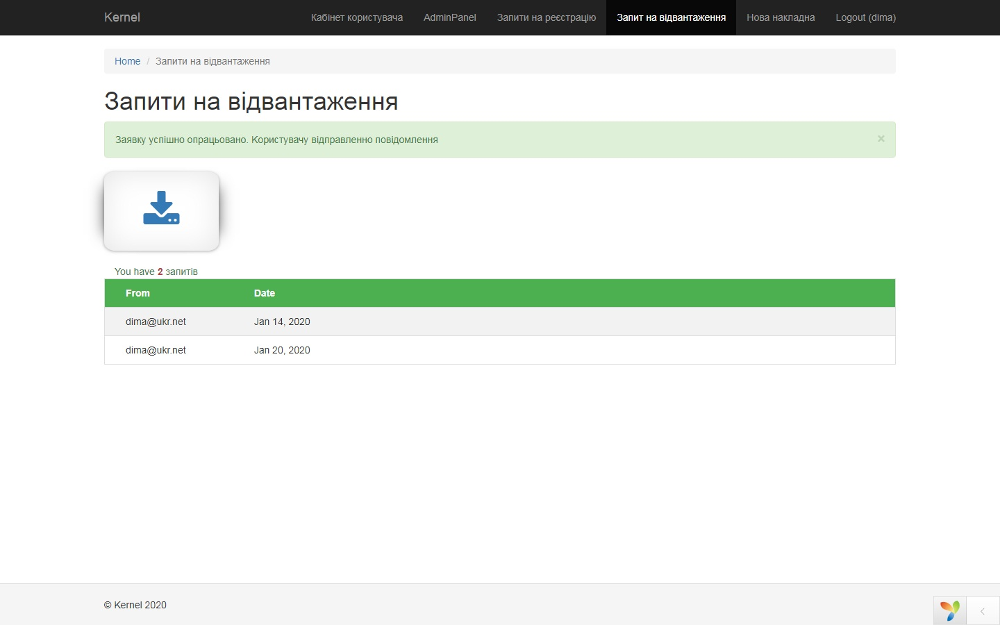 Kernel
Кабінет користувача
AdminPanel
Запити на реєстрацію
Запит на відвантаження
Нова накладна
Logout (dima)
Home / Запити на відвантаження
Запити на відвантаження
Заявку успішно опрацьовано. Користувачу відправленно повідомлення ×
You have 2 запитів
From Date
dima@ukr.net Jan 14, 2020
dima@ukr.net Jan 20, 2020
© Kernel 2020